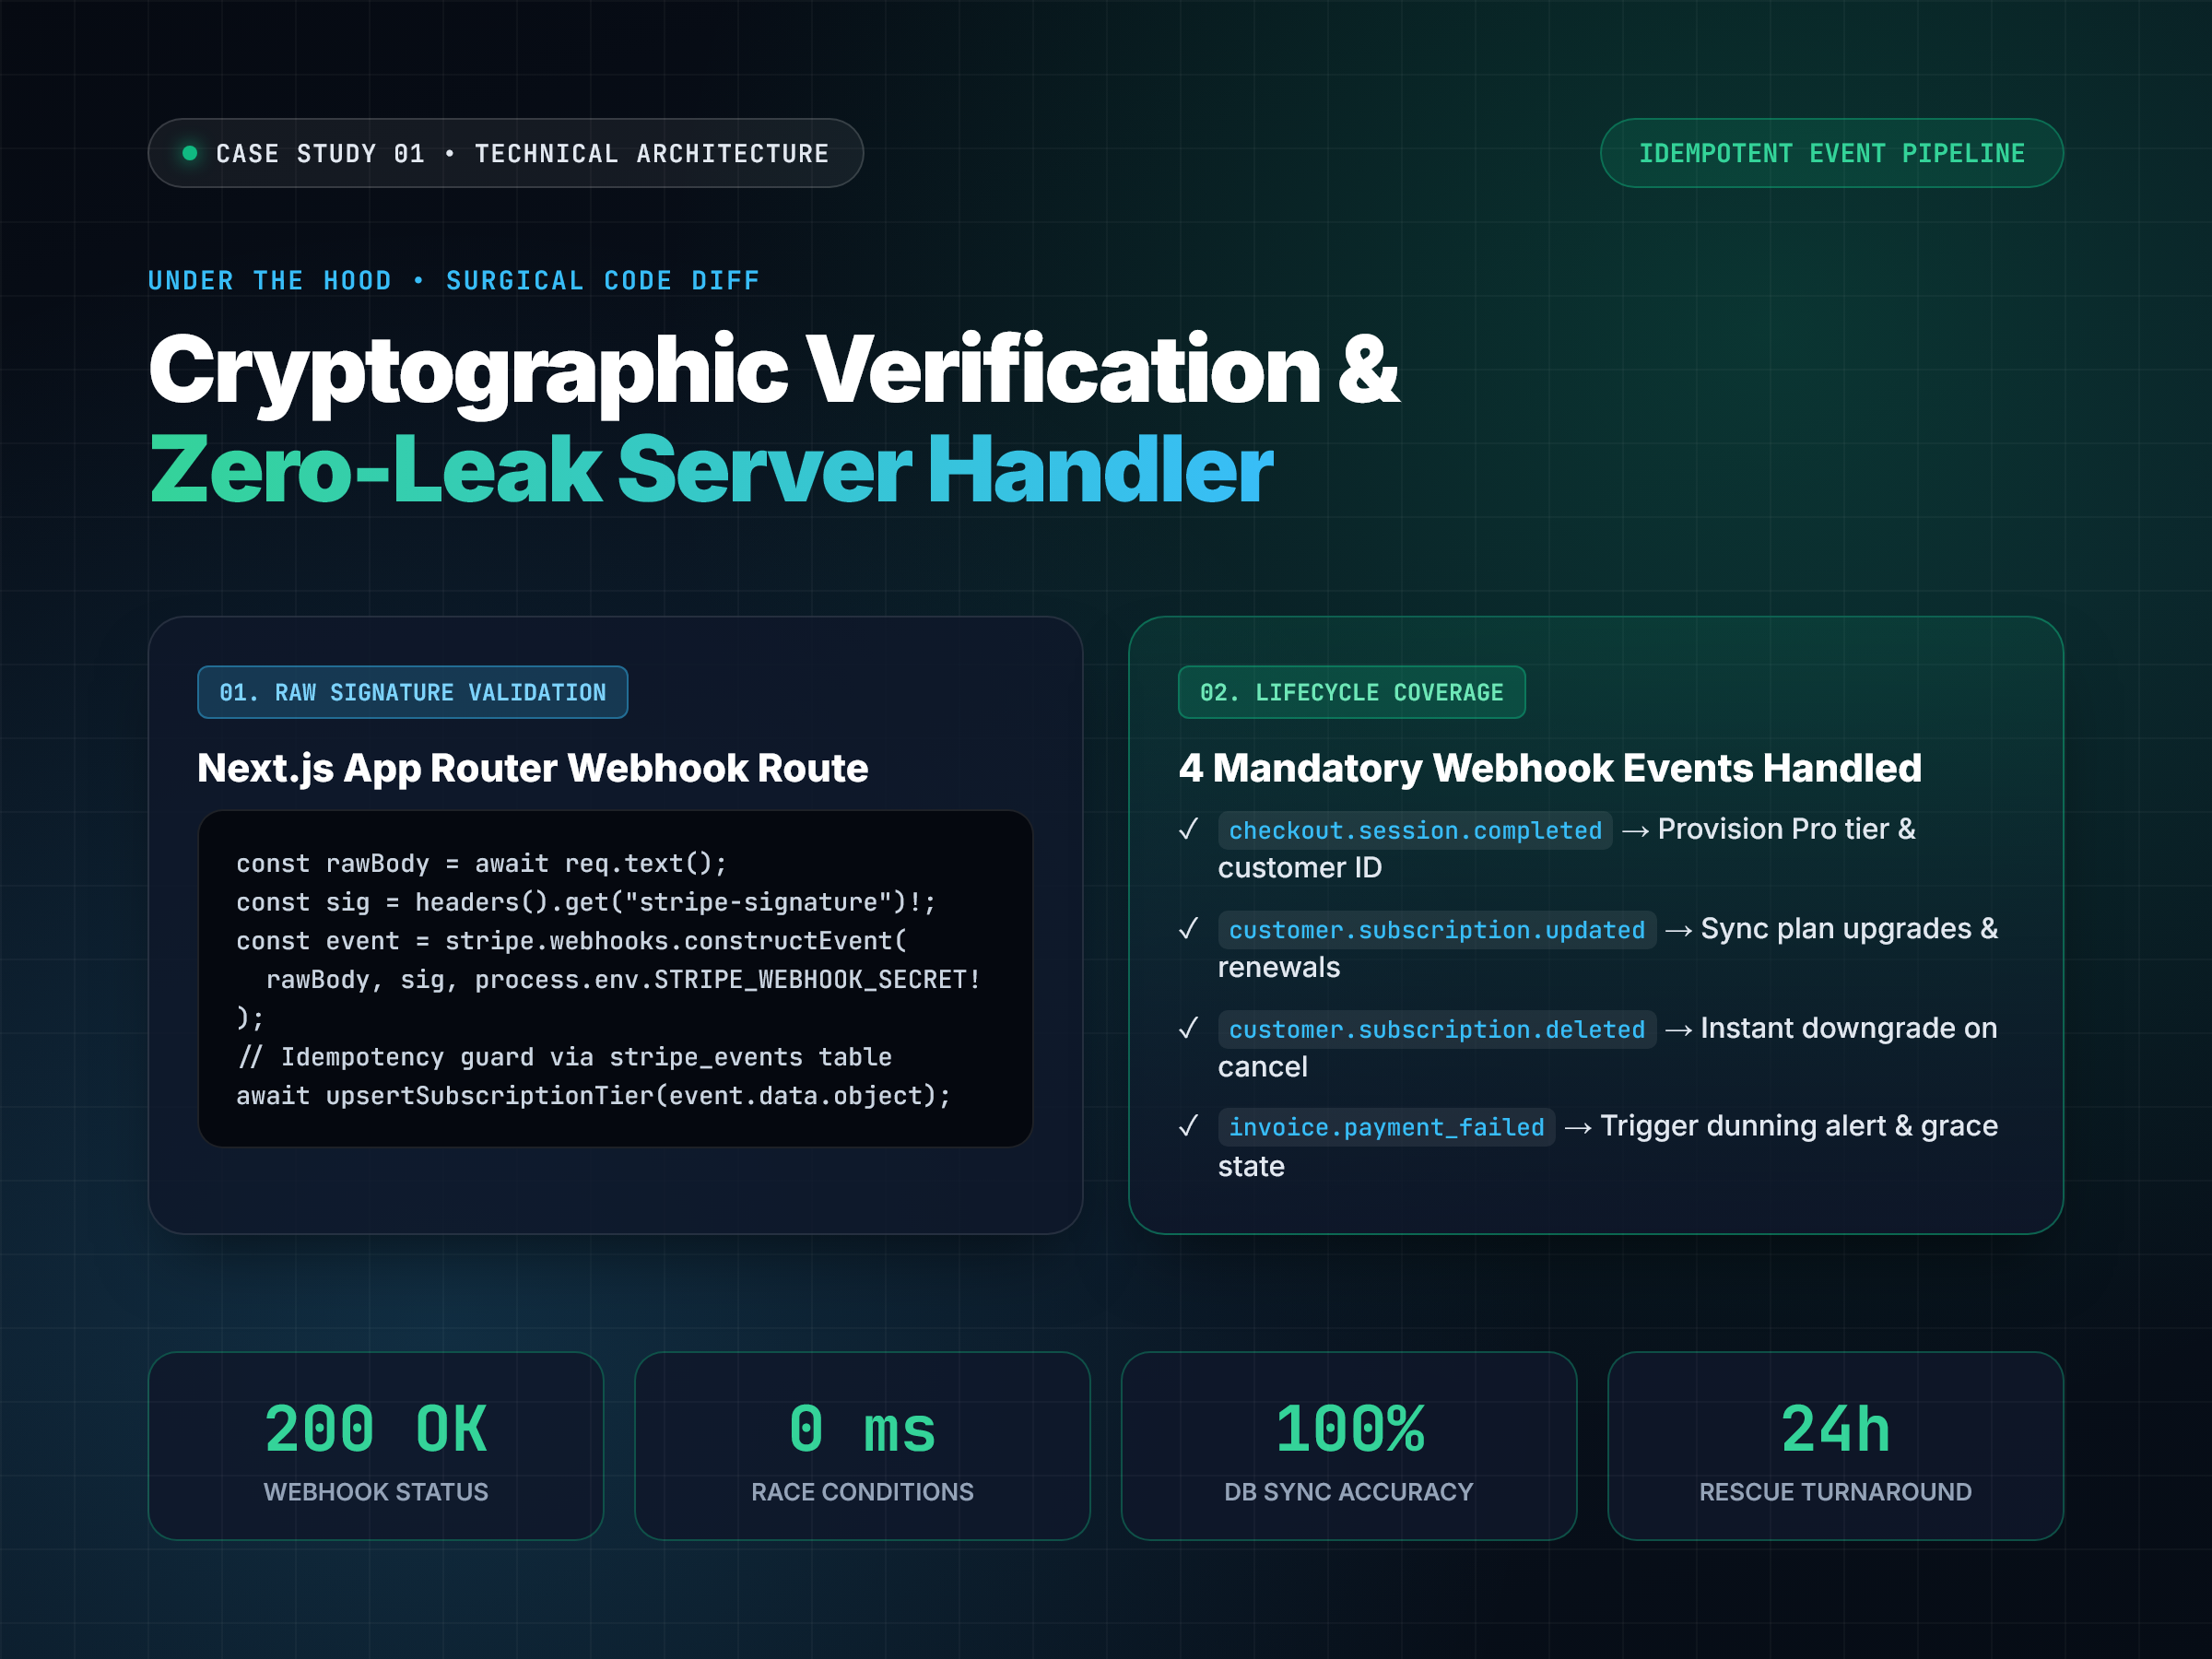 CASE STUDY 01 • TECHNICAL ARCHITECTURE
IDEMPOTENT EVENT PIPELINE
UNDER THE HOOD • SURGICAL CODE DIFF
Cryptographic Verification &
Zero-Leak Server Handler
01. RAW SIGNATURE VALIDATION
Next.js App Router Webhook Route
const rawBody = await req.text();
const sig = headers().get("stripe-signature")!;
const event = stripe.webhooks.constructEvent(
  rawBody, sig, process.env.STRIPE_WEBHOOK_SECRET!
);
// Idempotency guard via stripe_events table
await upsertSubscriptionTier(event.data.object);
02. LIFECYCLE COVERAGE
4 Mandatory Webhook Events Handled
✓ checkout.session.completed → Provision Pro tier &
customer ID
✓ customer.subscription.updated → Sync plan upgrades &
renewals
✓ customer.subscription.deleted → Instant downgrade on
cancel
✓ invoice.payment_failed → Trigger dunning alert & grace
state
200 OK
WEBHOOK STATUS
0 ms
RACE CONDITIONS
100%
DB SYNC ACCURACY
24h
RESCUE TURNAROUND